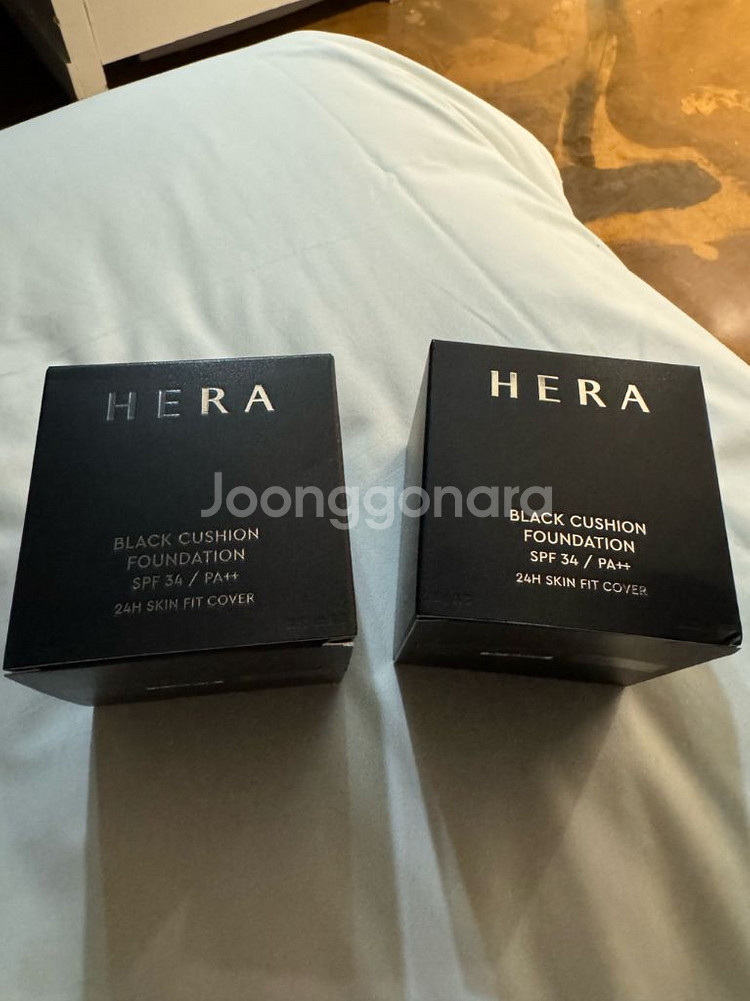 HERA
BLACK CUSHION
FOUNDATION
SPF 34 / PA++
24H SKIN FIT COVER
HERA
BLACK CUSHION
FOUNDATION
SPF 34 / PA++
24H SKIN FIT COVER
Joonggonara